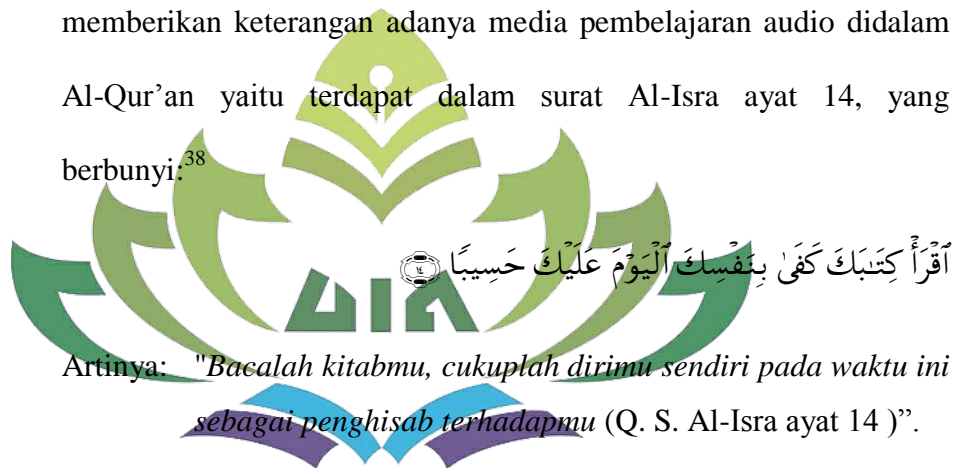 memberikan keterangan adanya media pembelajaran audio didalam
Al-Qur’an yaitu terdapat dalam surat Al-Isra ayat 14, yang
berbunyi:38
ٱقْرَأْ كِتَٰبَكَ كَفَىٰ بِنَفْسِكَ ٱلْيَوْمَ عَلَيْكَ حَسِيبًا ١٤
UIN
Artinya: "Bacalah kitabmu, cukuplah dirimu sendiri pada waktu ini
sebagai penghisab terhadapmu (Q. S. Al-Isra ayat 14 )”.